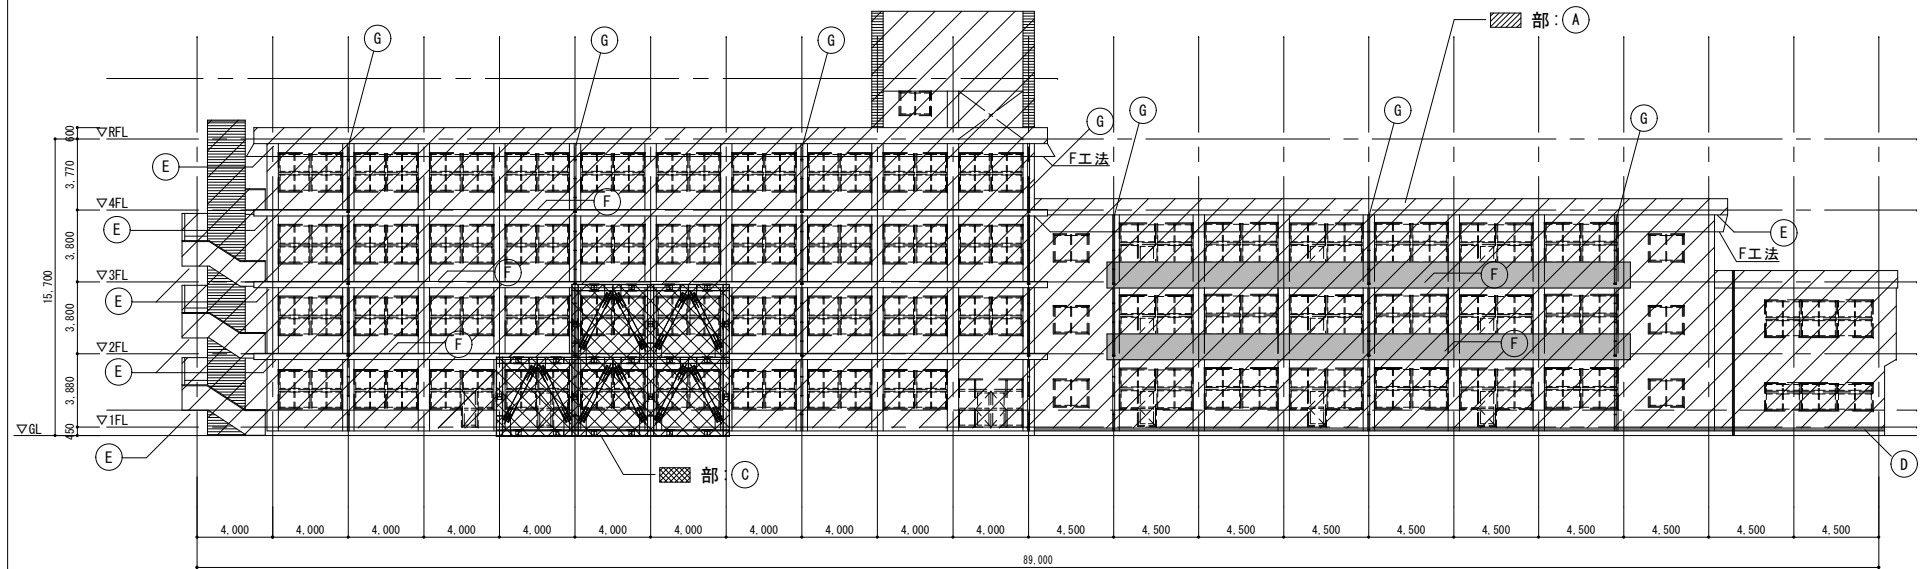 部:A
G
G
G
600
▽RFL
G
G
G
G
E
F工法
3,770
▽4FL
F
E
E
F工法
3,800
15,700
▽3FL
F
F
E
3,800
▽2FL
F
F
E
3,880
▽1FL
▽GL
450
E
部:C
D
4,000
4,000
4,000
4,000
4,000
4,000
4,000
4,000
4,000
4,000
4,000
4,500
4,500
4,500
4,500
4,500
4,500
4,500
4,500
4,500
4,500
89,000